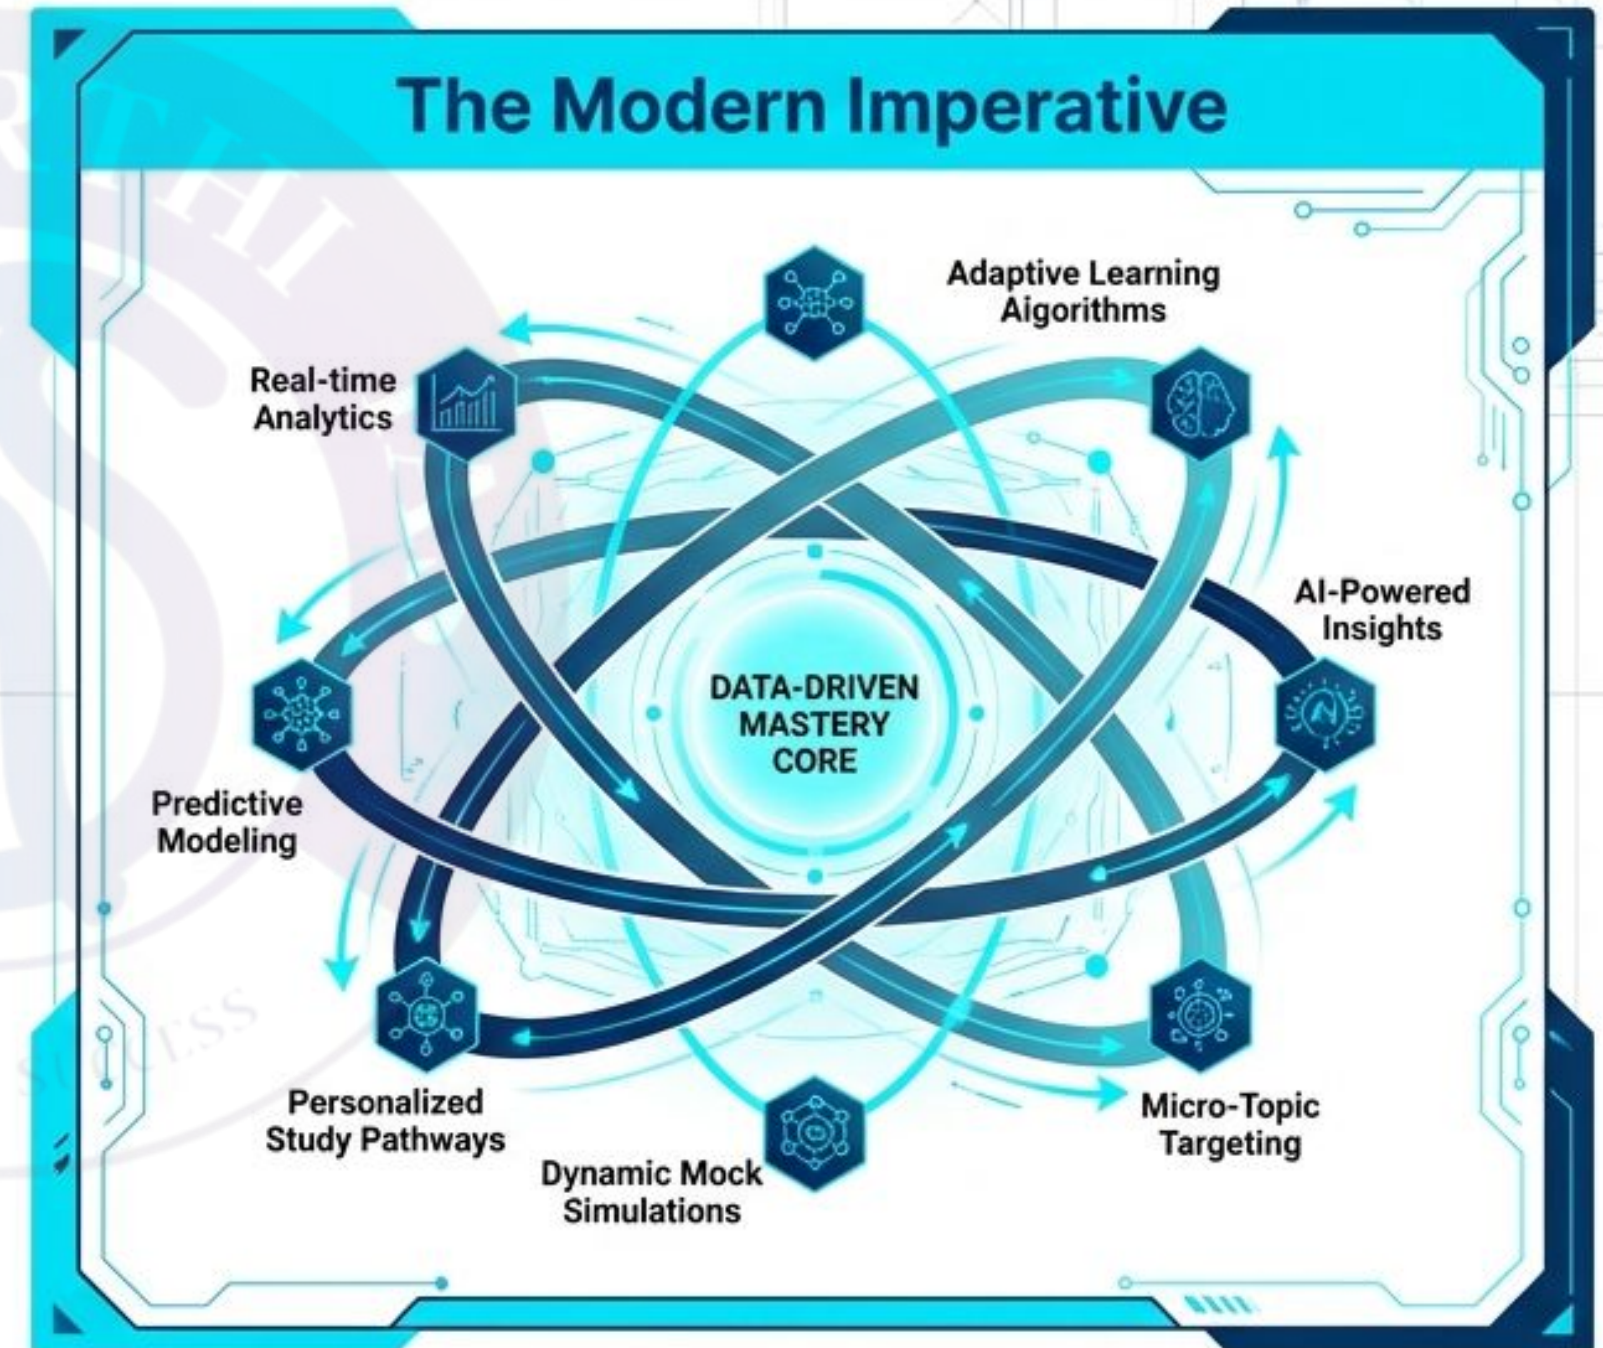 The Modern Imperative
Adaptive Learning
Aigorithms
Real-time
Analytics
AI-Powered
Insights
DATA-DRIVEN
MASTERY
CORE
Predictive
Modeling
Personalized
Study Pathways
Micro-Topic
Targeting
Dynamic Mock
Simulations
SUCCESS